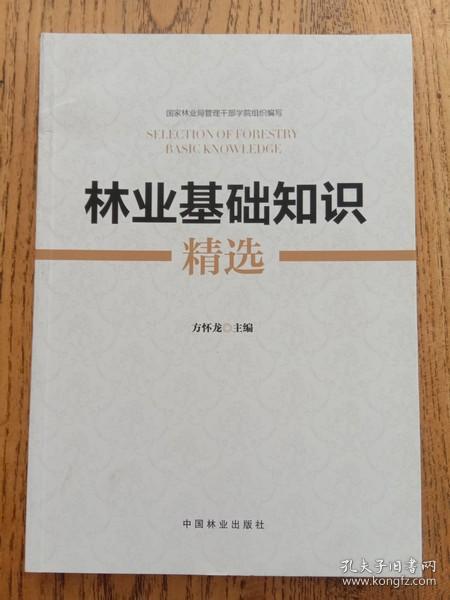 国家林业局管理干部学院组织编写
SELECTION OF FORESTRY
BASIC KNOWLEDGE
林业基础知识
精选
方怀龙◎主编
中国林业出版社
孔夫子旧书网
www.kongfz.com